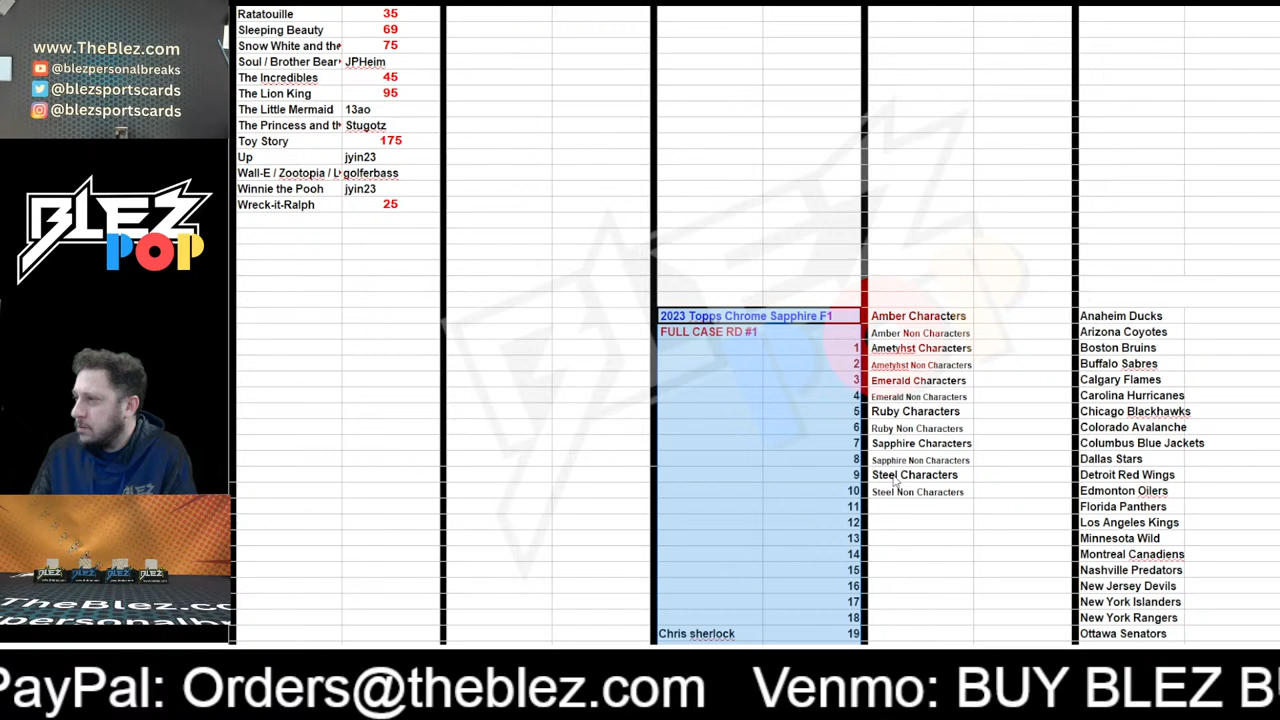 www.TheBlez.com
@blezpersonalbreaks
@blezsportscards
BLEZ
POP
TheBlez.co
personalb
Ratatouille 35
Sleeping Beauty 69
Snow White and the 75
Soul / Brother Bear JPHeim
The Incredibles 45
The Lion King 95
The Little Mermaid 13ao
The Princess and th Stugotz
Toy Story 175
Up jyin23
Wall-E / Zootopia / L golferbass
Winnie the Pooh jyin23
Wreck-it-Ralph 25
2023 Topps Chrome Sapphire F1
FULL CASE RD #1
1
2
3
4
5
6
7
8
9
10
11
12
13
14
15
16
17
18
Chris sherlock 19
Amber Characters
Amber Non Characters
Ametyhst Characters
Ametyhst Non Characters
Emerald Characters
Emerald Non Characters
Ruby Characters
Ruby Non Characters
Sapphire Characters
Sapphire Non Characters
Steel Characters
Steel Non Characters
Anaheim Ducks
Arizona Coyotes
Boston Bruins
Buffalo Sabres
Calgary Flames
Carolina Hurricanes
Chicago Blackhawks
Colorado Avalanche
Columbus Blue Jackets
Dallas Stars
Detroit Red Wings
Edmonton Oilers
Florida Panthers
Los Angeles Kings
Minnesota Wild
Montreal Canadiens
Nashville Predators
New Jersey Devils
New York Islanders
New York Rangers
Ottawa Senators
PayPal: Orders@theblez.com Venmo: BUY BLEZ B